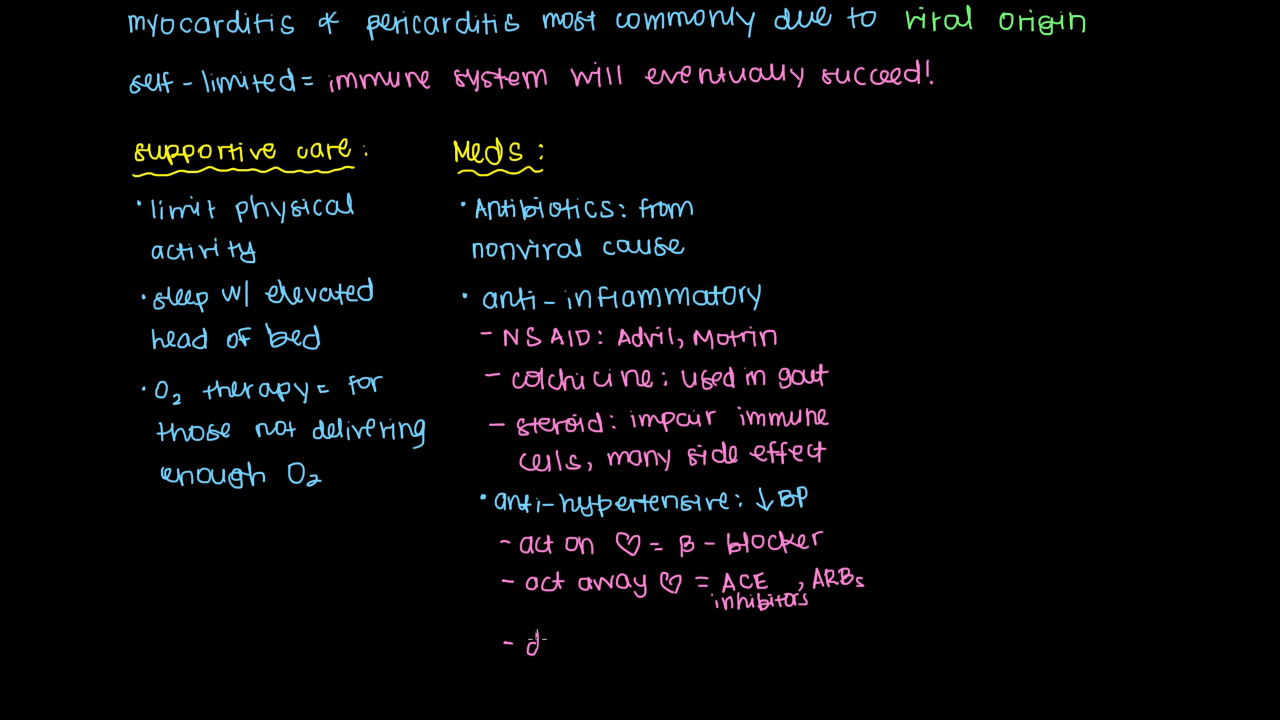 myocarditis & pericarditis most commonly due to viral origin
self-limited = immune system will eventually succeed!
supportive care:
• limit physical
activity
• sleep w/ elevated
head of bed
• O₂ therapy = for
those not delivering
enough O₂
Meds:
• Antibiotics: from
nonviral cause
• anti-inflammatory
- NSAID: Advil, Motrin
- colchicine: used in gout
- steroid: impair immune
cells, many side effect
• anti-hypertensive: ↓BP
- act on ♡ = β-blocker
- act away ♡ = ACE inhibitors, ARBs
- d